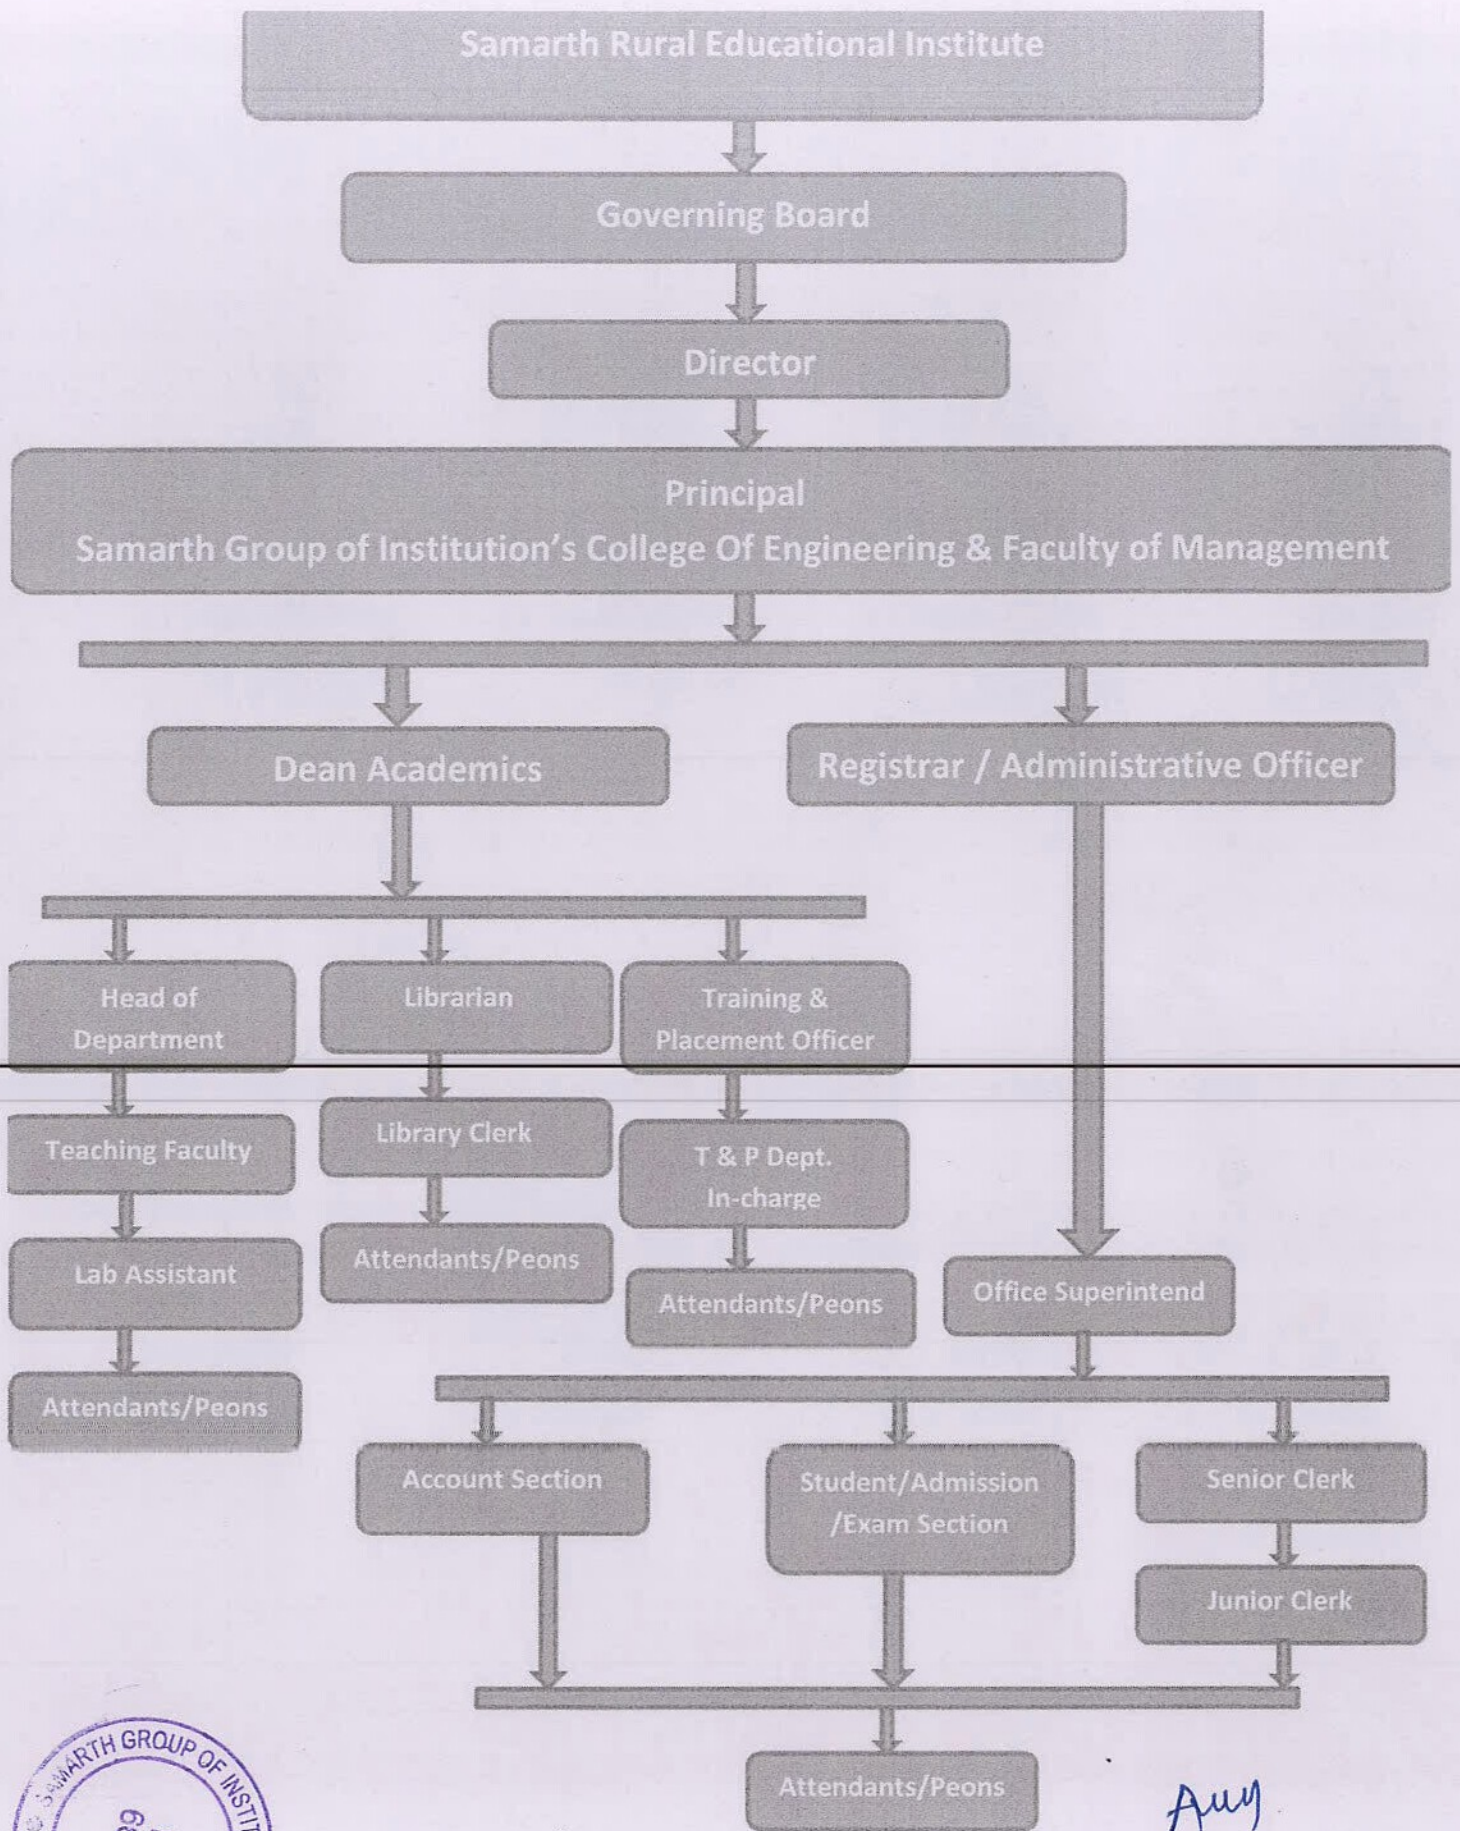 Samarth Rural Educational Institute
Governing Board
Director
Principal
Samarth Group of Institution's College Of Engineering & Faculty of Management
Dean Academics
Registrar / Administrative Officer
Head of
Department
Librarian
Training &
Placement Officer
Teaching Faculty
Library Clerk
T & P Dept.
In-charge
Lab Assistant
Attendants/Peons
Attendants/Peons
Office Superintend
Attendants/Peons
Account Section
Student/Admission
/Exam Section
Senior Clerk
Junior Clerk
Attendants/Peons
SAMARTH GROUP OF